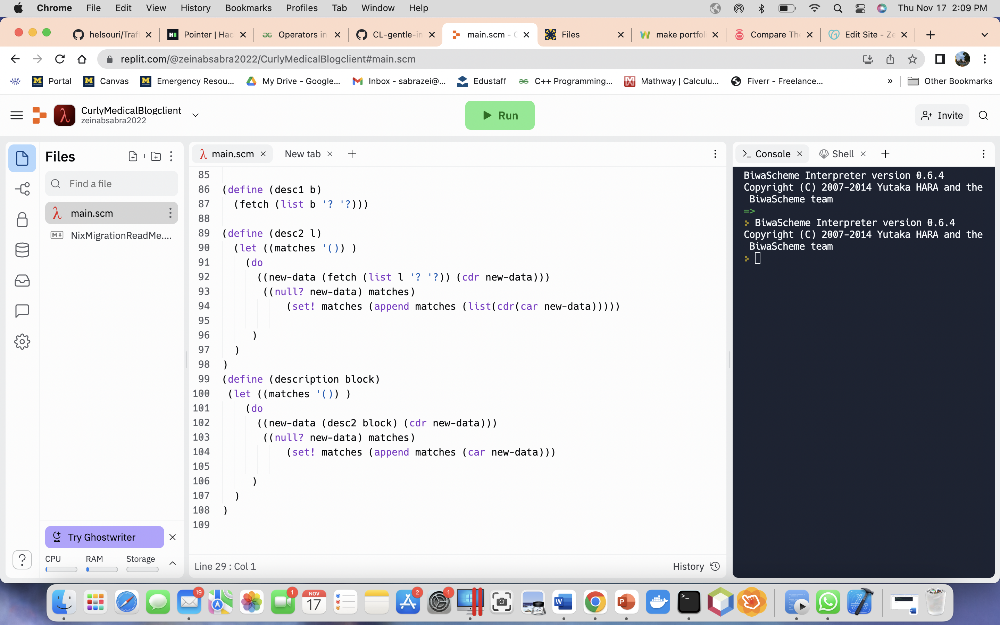 Chrome File Edit View History Bookmarks Profiles Tab Window Help Thu Nov 17 2:09 PM
helsouri/Traf Pointer | Hac Operators in CL-gentle-in main.scm - C Files make portfol Compare The Edit Site - Ze
replit.com/@zeinabsabra2022/CurlyMedicalBlogclient#main.scm
Portal Canvas Emergency Resou... My Drive - Google... Inbox - sabrazei@... Edustaff C++ Programming... Mathway | Calculu... Fiverr - Freelance... » Other Bookmarks
CurlyMedicalBlogclient
zeinabsabra2022
Run
Invite
Files
Find a file
main.scm
NixMigrationReadMe....
Try Ghostwriter
CPU RAM Storage
main.scm New tab
85
86 (define (desc1 b)
87 (fetch (list b '? '?)))
88
89 (define (desc2 l)
90 (let ((matches '()) )
91 (do
92 ((new-data (fetch (list l '? '?)) (cdr new-data)))
93 ((null? new-data) matches)
94 (set! matches (append matches (list(cdr(car new-data)))))
95
96 )
97 )
98 )
99 (define (description block)
100 (let ((matches '()) )
101 (do
102 ((new-data (desc2 block) (cdr new-data)))
103 ((null? new-data) matches)
104 (set! matches (append matches (car new-data)))
105
106 )
107 )
108 )
109
Line 29 : Col 1
History
Console Shell
BiwaScheme Interpreter version 0.6.4
Copyright (C) 2007-2014 Yutaka HARA and the
BiwaScheme team
=>
BiwaScheme Interpreter version 0.6.4
Copyright (C) 2007-2014 Yutaka HARA and the
BiwaScheme team
19 1 NOV 17 2 1